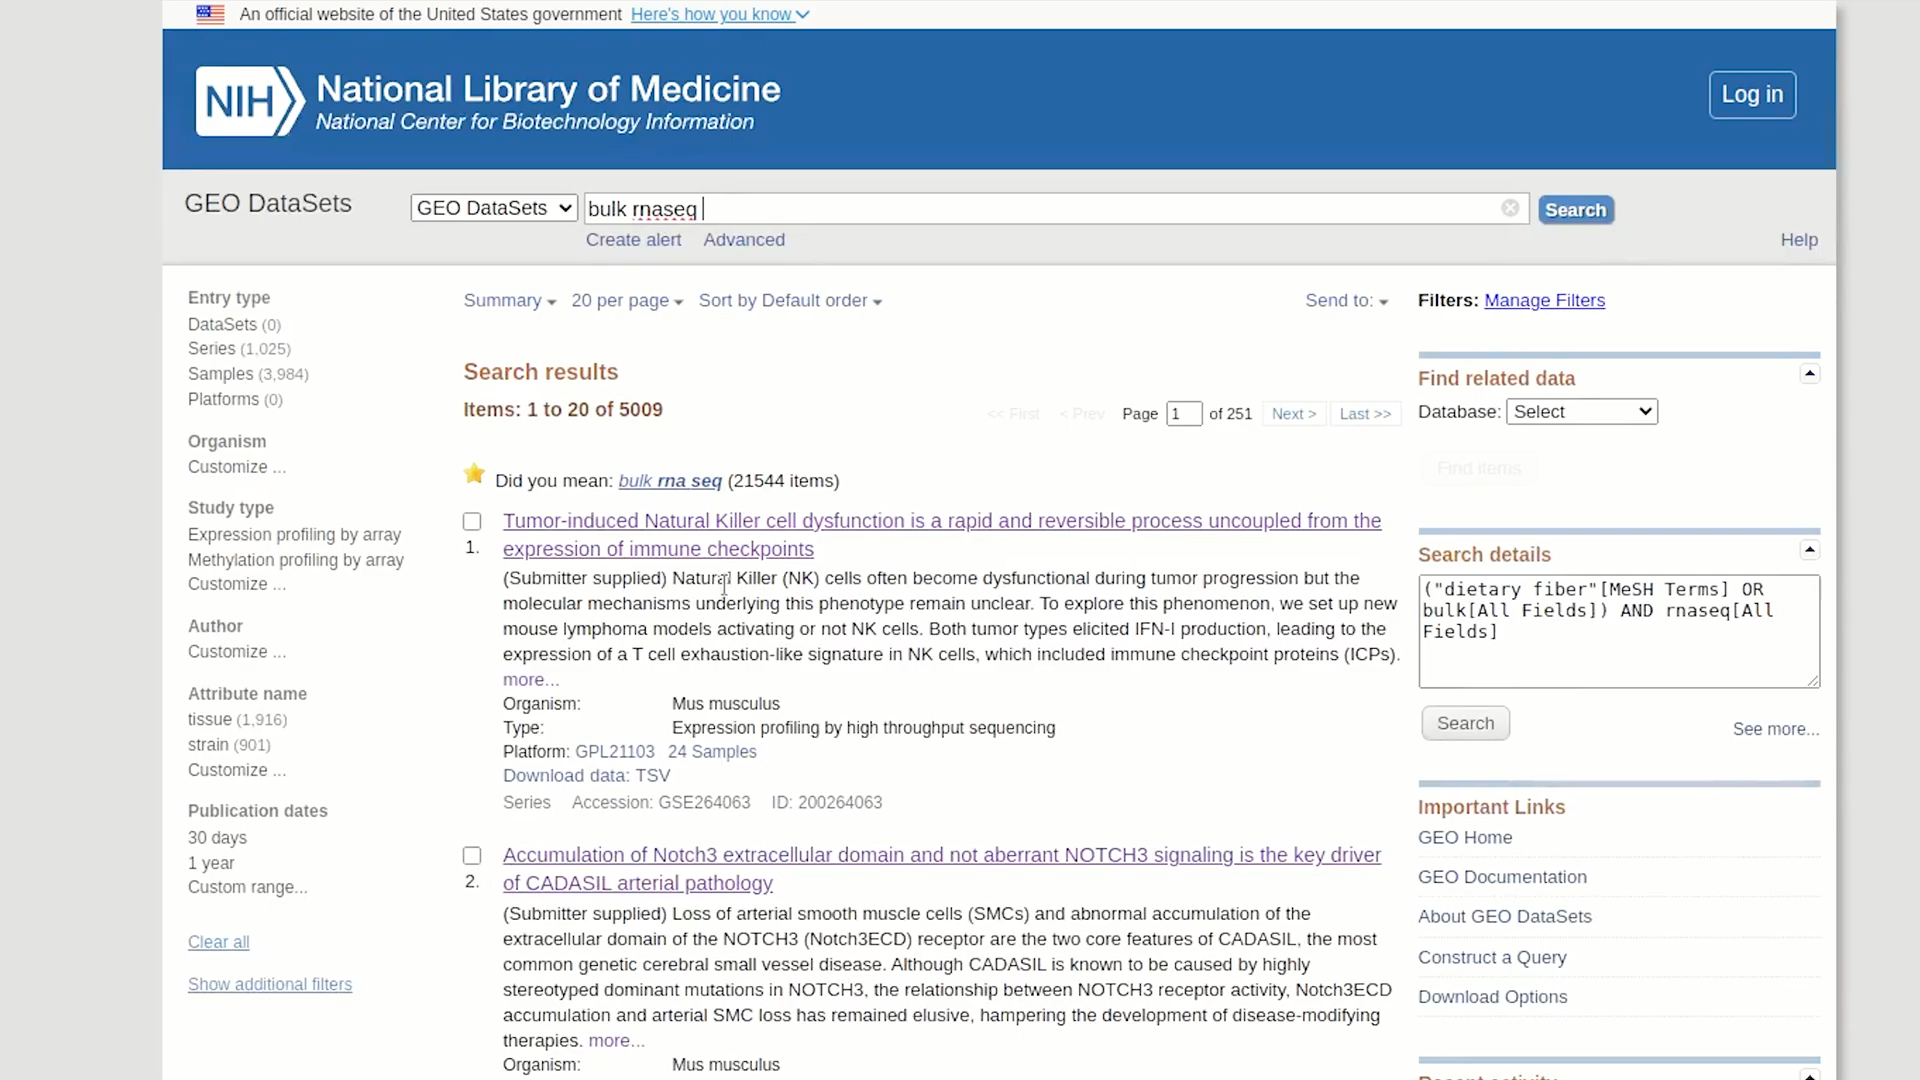 An official website of the United States government Here's how you know
NIH National Library of Medicine
National Center for Biotechnology Information
Log in
GEO DataSets
GEO DataSets bulk rnaseq Search
Create alert Advanced Help
Entry type
DataSets (0)
Series (1,025)
Samples (3,984)
Platforms (0)
Organism
Customize ...
Study type
Expression profiling by array
Methylation profiling by array
Customize ...
Author
Customize ...
Attribute name
tissue (1,916)
strain (901)
Customize ...
Publication dates
30 days
1 year
Custom range...
Clear all
Show additional filters
Summary 20 per page Sort by Default order Send to:
Search results
Items: 1 to 20 of 5009
<< First < Prev Page 1 of 251 Next > Last >>
Did you mean: bulk rna seq (21544 items)
Tumor-induced Natural Killer cell dysfunction is a rapid and reversible process uncoupled from the
1. expression of immune checkpoints
(Submitter supplied) Natural Killer (NK) cells often become dysfunctional during tumor progression but the
molecular mechanisms underlying this phenotype remain unclear. To explore this phenomenon, we set up new
mouse lymphoma models activating or not NK cells. Both tumor types elicited IFN-I production, leading to the
expression of a T cell exhaustion-like signature in NK cells, which included immune checkpoint proteins (ICPs).
more...
Organism: Mus musculus
Type: Expression profiling by high throughput sequencing
Platform: GPL21103 24 Samples
Download data: TSV
Series Accession: GSE264063 ID: 200264063
Accumulation of Notch3 extracellular domain and not aberrant NOTCH3 signaling is the key driver
2. of CADASIL arterial pathology
(Submitter supplied) Loss of arterial smooth muscle cells (SMCs) and abnormal accumulation of the
extracellular domain of the NOTCH3 (Notch3ECD) receptor are the two core features of CADASIL, the most
common genetic cerebral small vessel disease. Although CADASIL is known to be caused by highly
stereotyped dominant mutations in NOTCH3, the relationship between NOTCH3 receptor activity, Notch3ECD
accumulation and arterial SMC loss has remained elusive, hampering the development of disease-modifying
therapies. more...
Organism: Mus musculus
Filters: Manage Filters
Find related data
Database: Select
Find items
Search details
("dietary fiber"[MeSH Terms] OR
bulk[All Fields]) AND rnaseq[All
Fields]
Search See more...
Important Links
GEO Home
GEO Documentation
About GEO DataSets
Construct a Query
Download Options
Recent activity